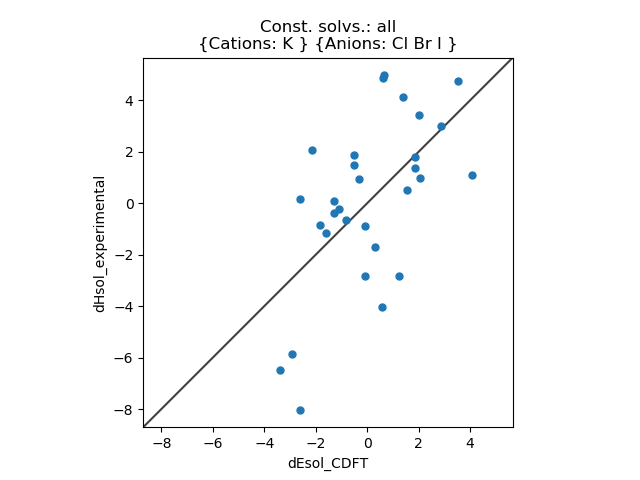 Const. solvs.: all
{Cations: K } {Anions: Cl Br I }
4
2
0
−2
−4
−6
−8
dHsol_experimental
−8 −6 −4 −2 0 2 4
dEsol_CDFT